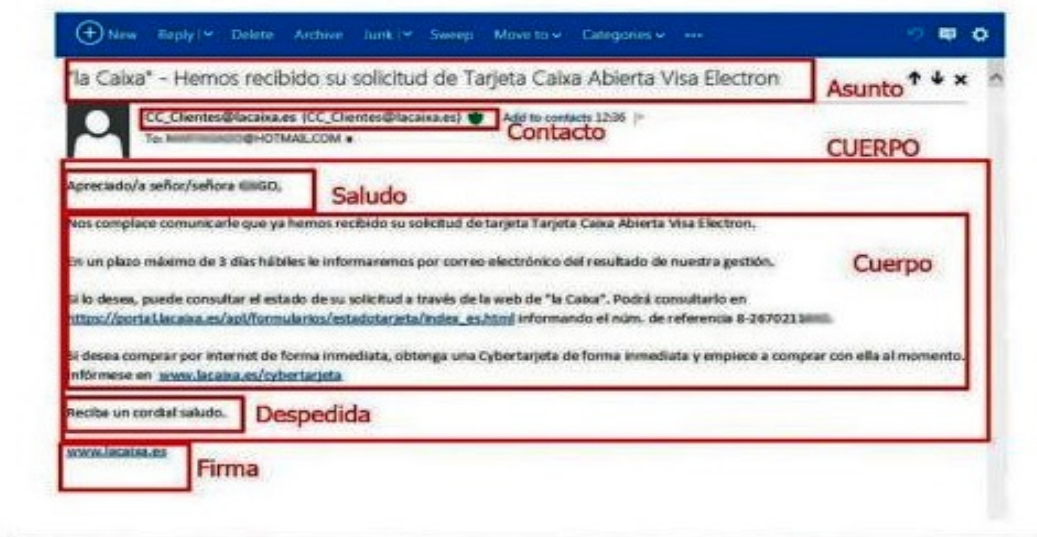 New Reply Delete Archive Junk Sweep Move to Categories ...
"la Caixa" - Hemos recibido su solicitud de Tarjeta Caixa Abierta Visa Electron
Asunto
CC_Clientes@lacaixa.es (CC_Clientes@lacaixa.es) Add to contacts 12:36
Contacto
To: @HOTMAIL.COM
CUERPO
Apreciado/a señor/señora GO,
Saludo
Nos complace comunicarle que ya hemos recibido su solicitud de tarjeta Tarjeta Caixa Abierta Visa Electron.
En un plazo máximo de 3 días hábiles le informaremos por correo electrónico del resultado de nuestra gestión.
Cuerpo
Si lo desea, puede consultar el estado de su solicitud a través de la web de "la Caixa". Podrá consultarlo en
https://portal.lacaixa.es/apl/formularios/estadotarjeta/index_es.html informando el núm. de referencia 8-2670211
Si desea comprar por internet de forma inmediata, obtenga una Cybertarjeta de forma inmediata y empiece a comprar con ella al momento.
Infórmese en www.lacaixa.es/cybertarjeta
Reciba un cordial saludo.
Despedida
www.lacaixa.es
Firma